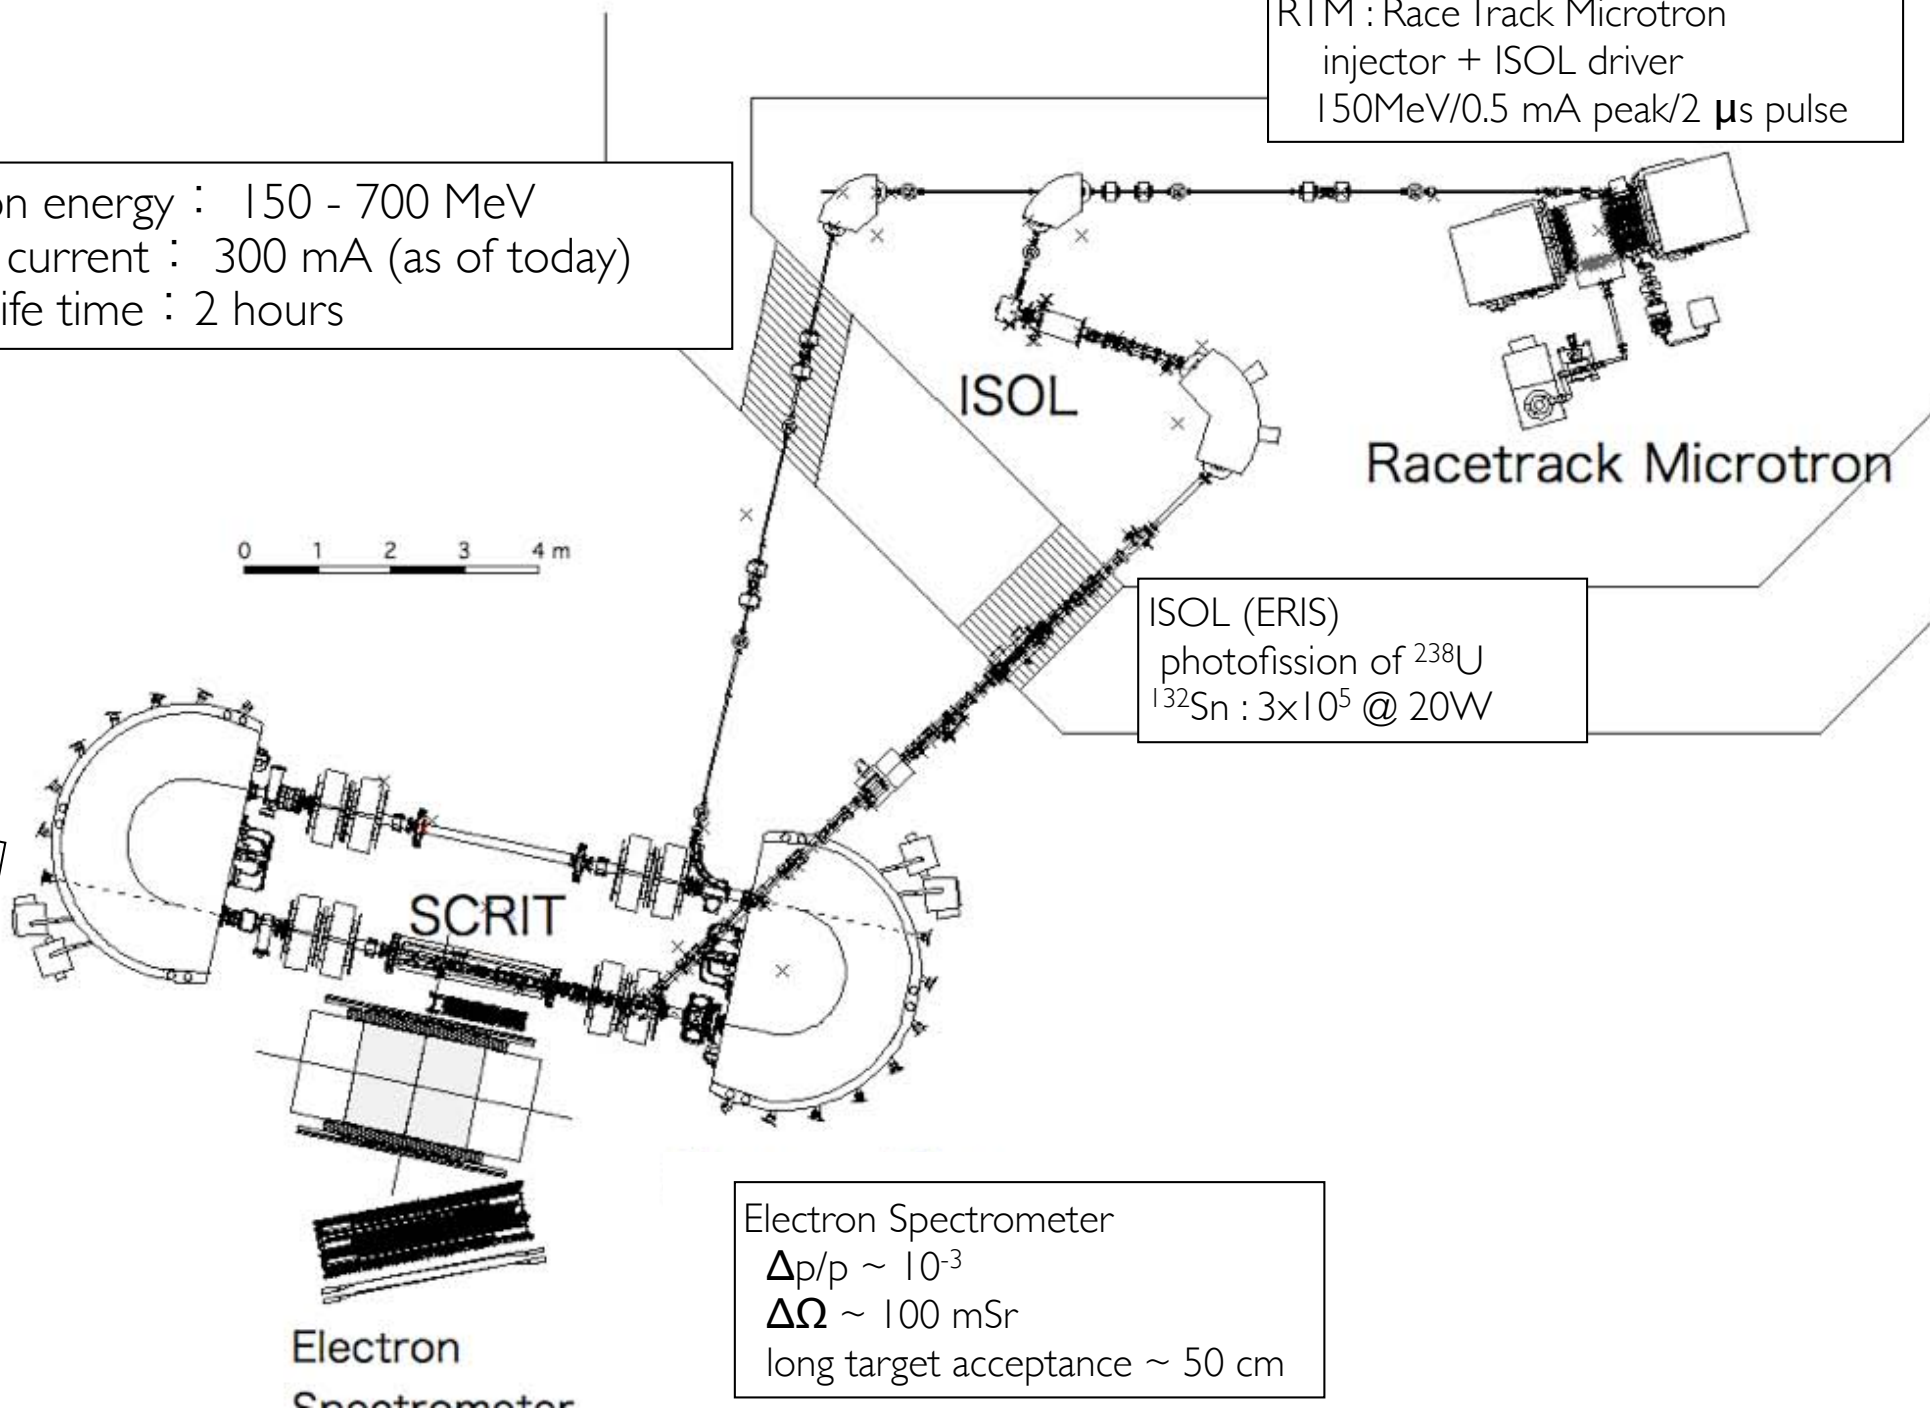 RTM : Race Track Microtron
injector + ISOL driver
150MeV/0.5 mA peak/2 μs pulse
on energy : 150 - 700 MeV
current : 300 mA (as of today)
life time : 2 hours
ISOL
Racetrack Microtron
0 1 2 3 4 m
ISOL (ERIS)
photofission of ²³⁸U
¹³²Sn : 3x10⁵ @ 20W
SCRIT
Electron Spectrometer
Δp/p ~ 10⁻³
ΔΩ ~ 100 mSr
long target acceptance ~ 50 cm
Electron
Spectrometer